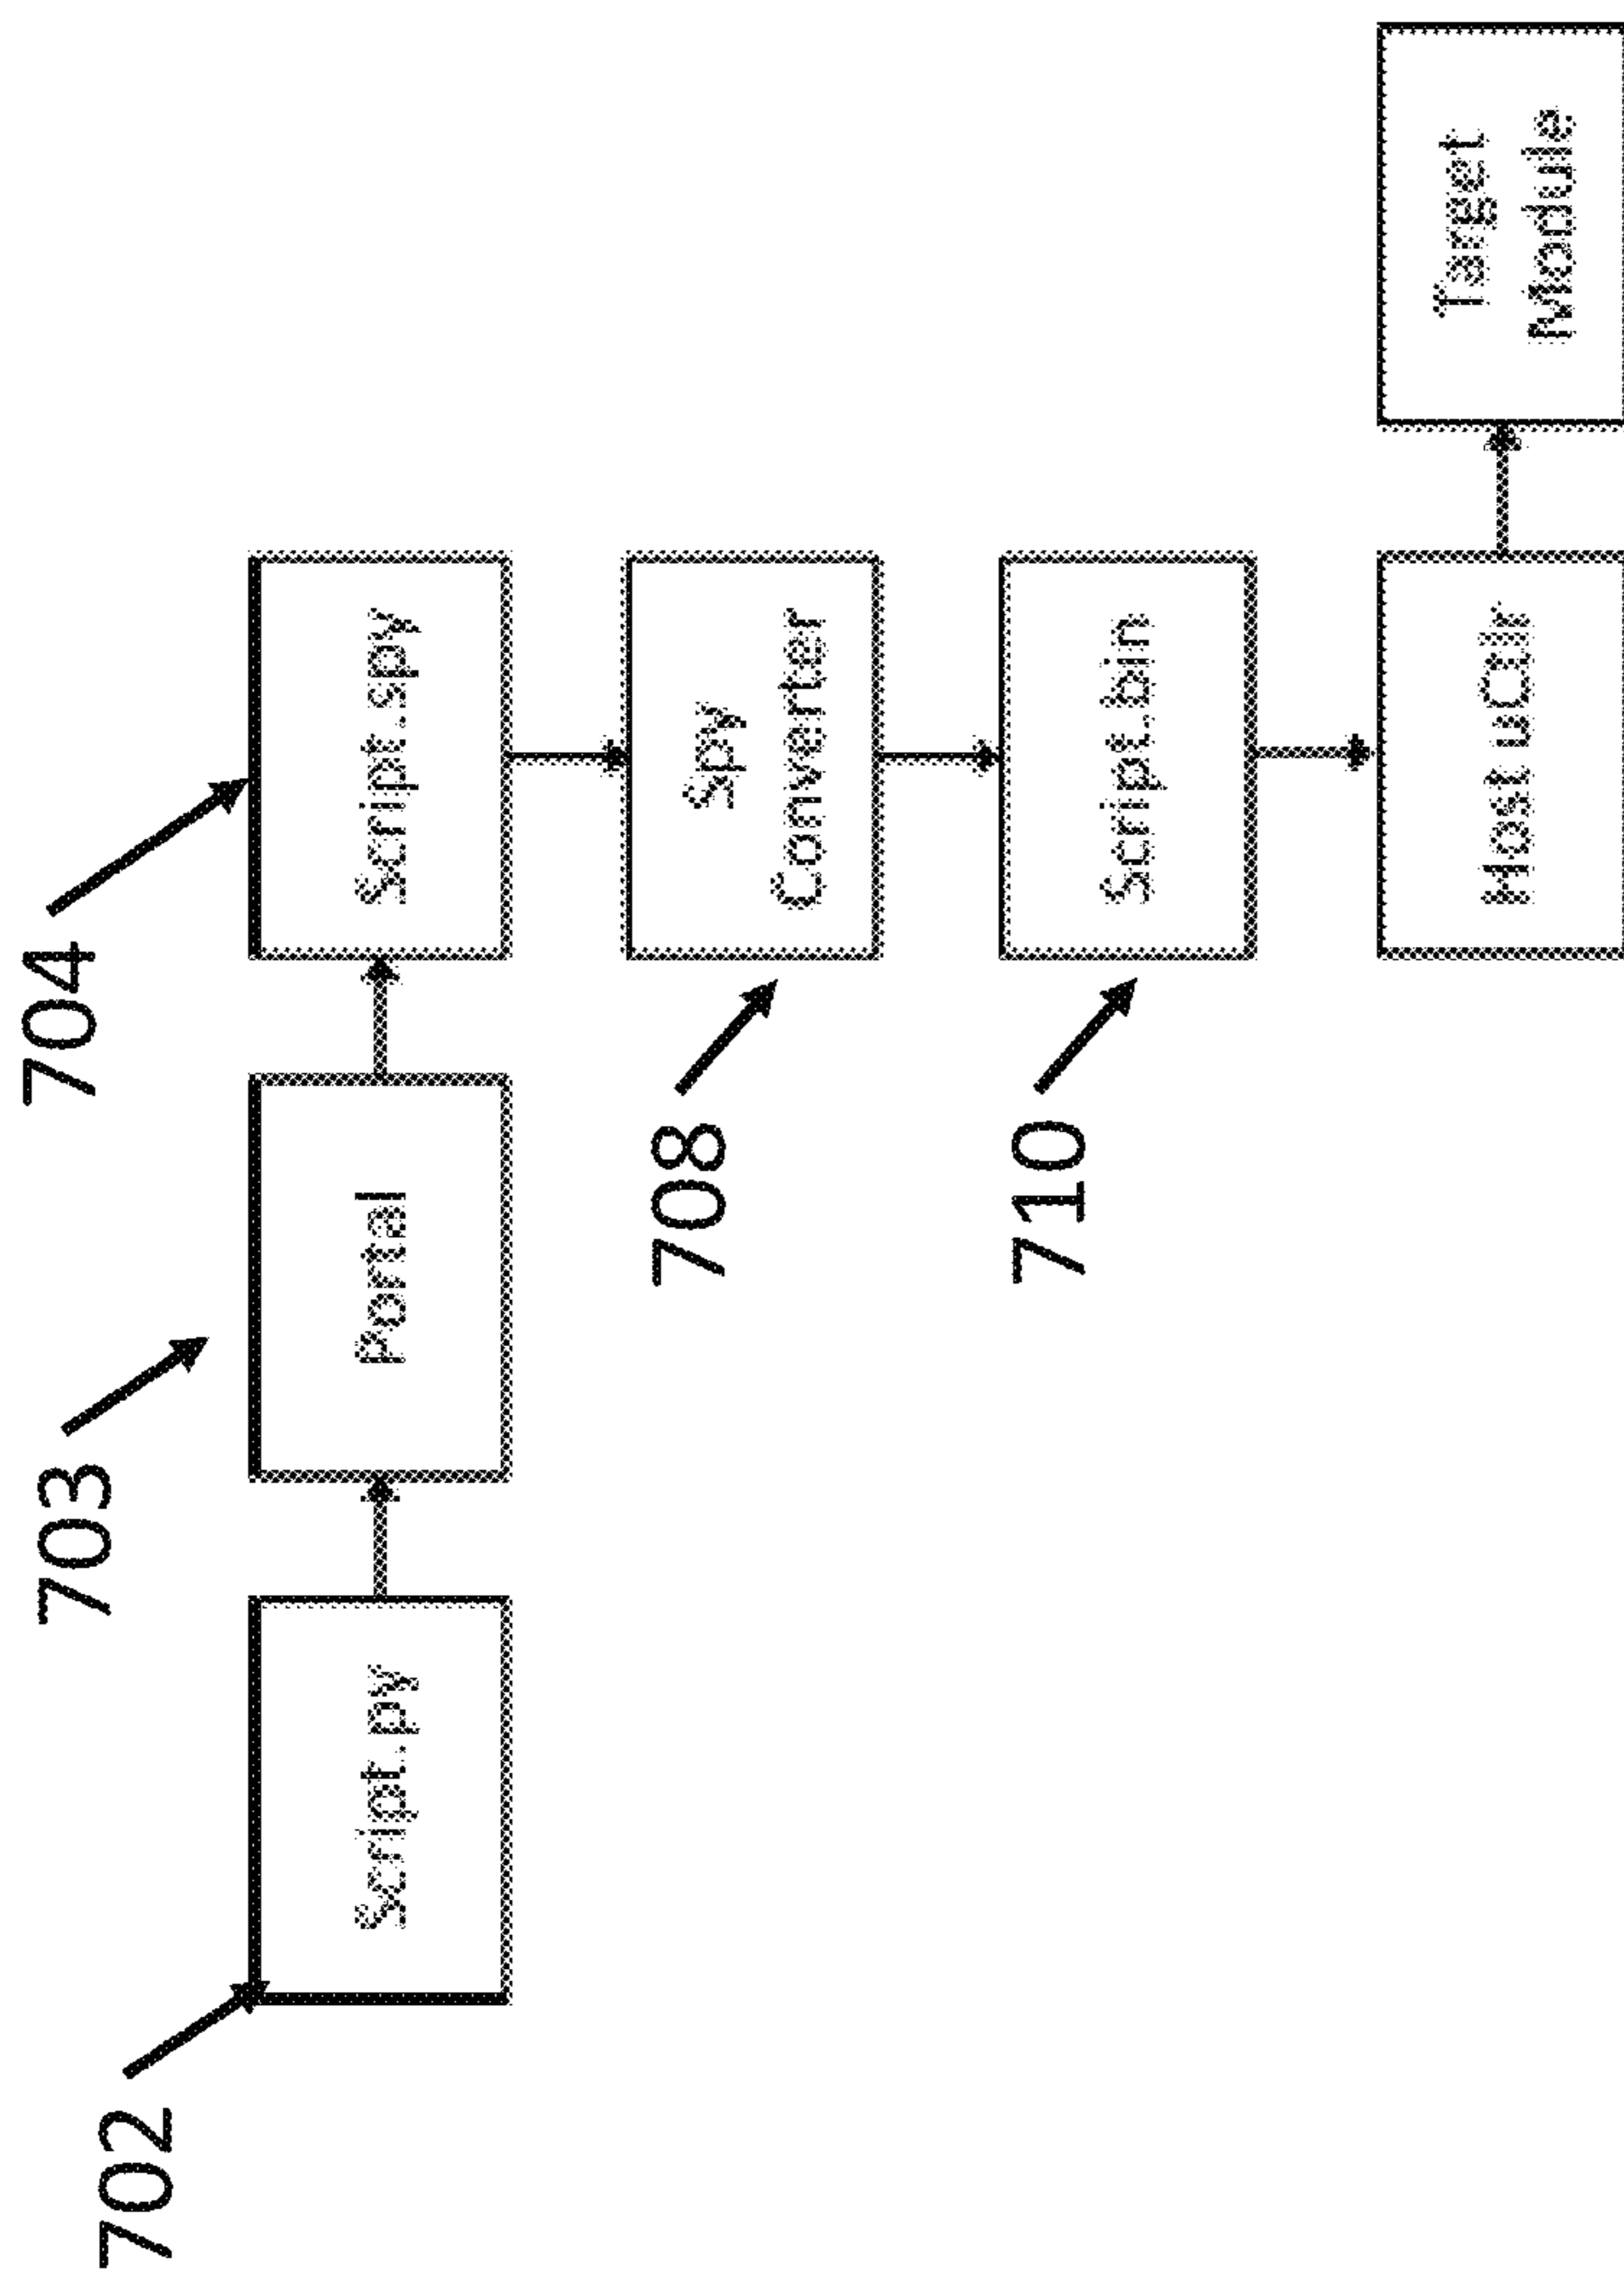 702
703
704
Script.py
Portal
Script.spy
708
Spy
Converter
710
Script.bin
Host uCtlr
Target
Module